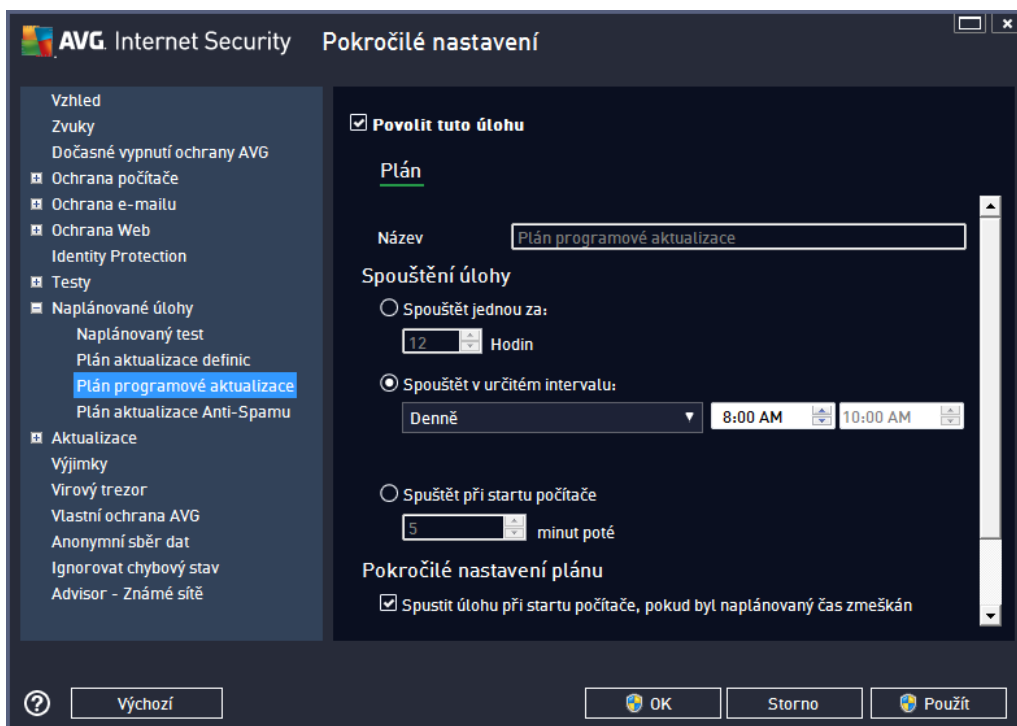 AVG. Internet Security Pokročilé nastavení
Vzhled
Zvuky
Dočasné vypnutí ochrany AVG
Ochrana počítače
Ochrana e-mailu
Ochrana Web
Identity Protection
Testy
Naplánované úlohy
Naplánovaný test
Plán aktualizace definic
Plán programové aktualizace
Plán aktualizace Anti-Spamu
Aktualizace
Výjimky
Virový trezor
Vlastní ochrana AVG
Anonymní sběr dat
Ignorovat chybový stav
Advisor - Známé sítě
Povolit tuto úlohu
Plán
Název Plán programové aktualizace
Spouštění úlohy
Spouštět jednou za:
12 Hodin
Spouštět v určitém intervalu:
Denně 8:00 AM 10:00 AM
Spuštět při startu počítače
5 minut poté
Pokročilé nastavení plánu
Spustit úlohu při startu počítače, pokud byl naplánovaný čas zmeškán
? Výchozí OK Storno Použít